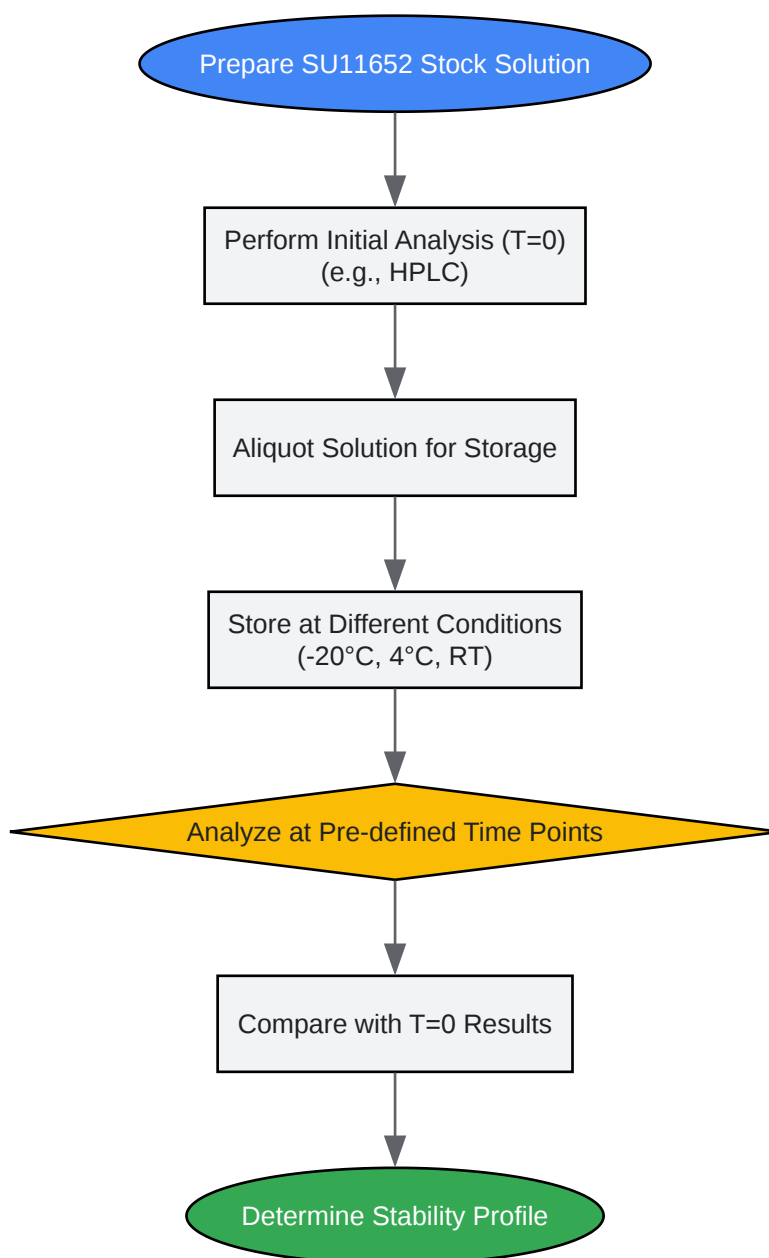 Prepare SU11652 Stock Solution
Perform Initial Analysis (T=0)
(e.g., HPLC)
Aliquot Solution for Storage
Store at Different Conditions
(-20°C, 4°C, RT)
Analyze at Pre-defined Time Points
Compare with T=0 Results
Determine Stability Profile